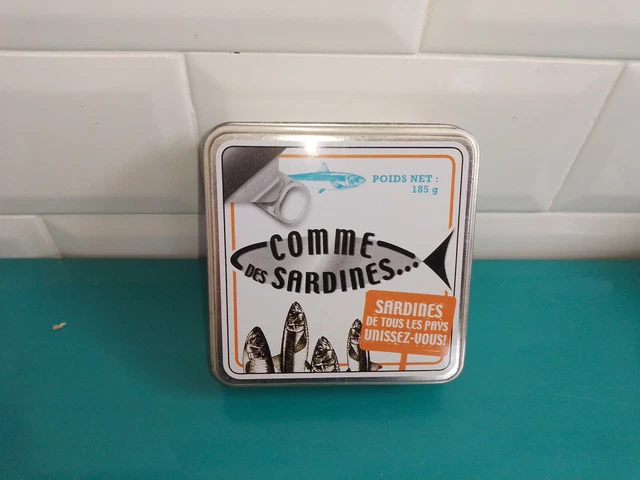 POIDS NET :
185 g
COMME
DES SARDINES...
SARDINES
DE TOUS LES PAYS
UNISSEZ-VOUS!